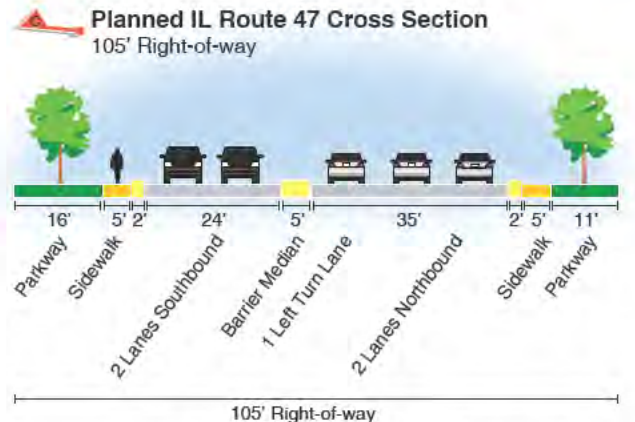 C
Planned IL Route 47 Cross Section
105' Right-of-way
16' 5' 2' 24' 5' 35' 2' 5' 11'
Parkway
Sidewalk
2 Lanes Southbound
Barrier Median
1 Left Turn Lane
2 Lanes Northbound
Sidewalk
Parkway
105' Right-of-way